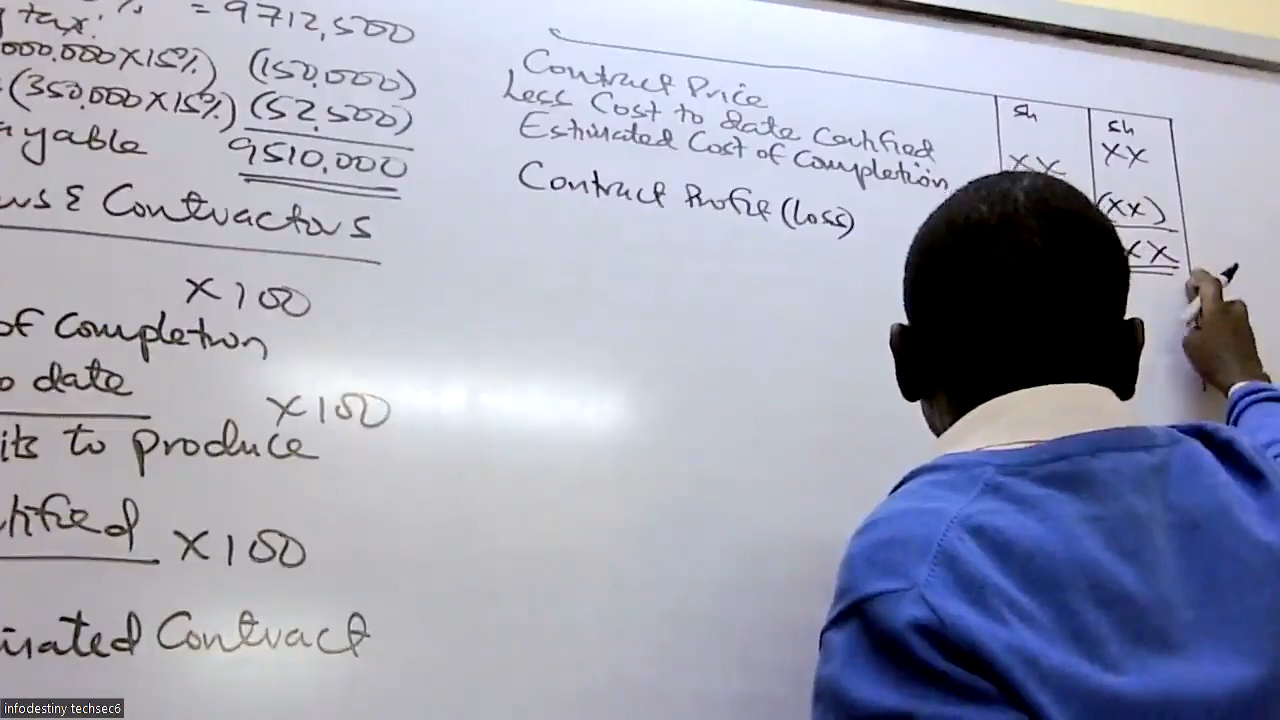 % = 9712,500
tax:
000,000 X 15%) (150,000)
(350,000 X 15%) (52,500)
ayable 9510,000
ws & Contractors
X 100
of Completion
o date
X 100
its to produce
tified X 100
mated Contract
Contract Price
Less Cost to date Certified
Estimated Cost of Completion
Contract Profit (Loss)
Sh Sh
XX XX
(XX)
XX
infodestiny techsec6